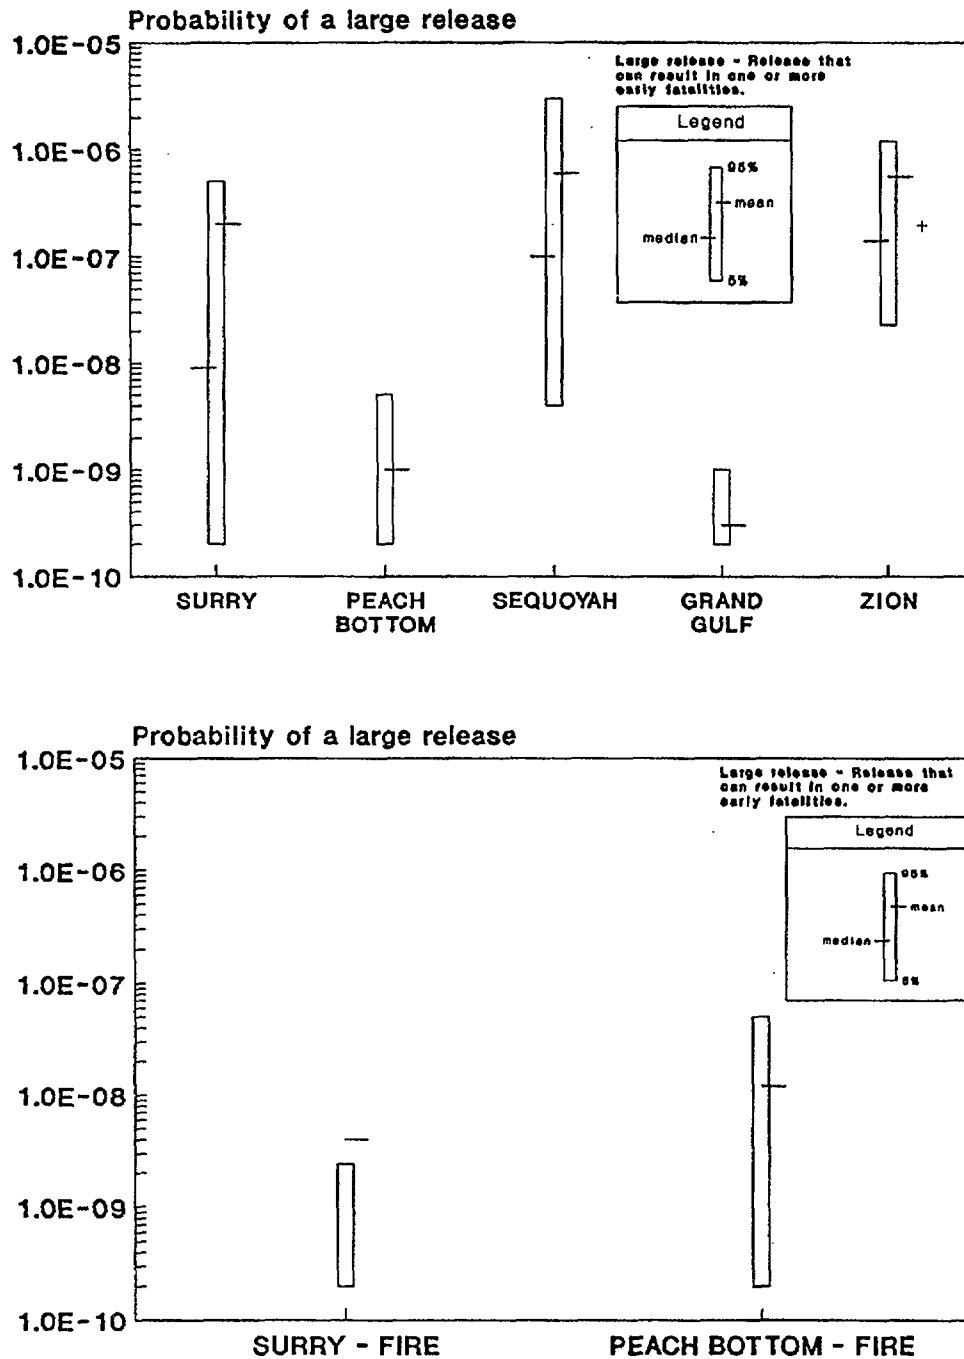 Probability of a large release
1.0E-05
1.0E-06
1.0E-07
1.0E-08
1.0E-09
1.0E-10
Large release - Release that
can result in one or more
early fatalities.
Legend
95%
mean
median
5%
+
SURRY
PEACH
BOTTOM
SEQUOYAH
GRAND
GULF
ZION
Probability of a large release
1.0E-05
1.0E-06
1.0E-07
1.0E-08
1.0E-09
1.0E-10
Large release - Release that
can result in one or more
early fatalities.
Legend
95%
mean
median
5%
SURRY - FIRE
PEACH BOTTOM - FIRE